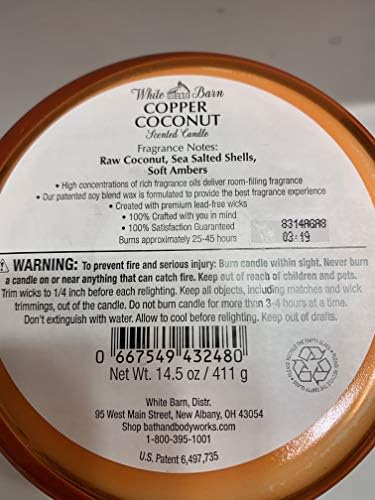 White Barn
COPPER
COCONUT
Scented Candle
Fragrance Notes:
Raw Coconut, Sea Salted Shells,
Soft Ambers
• High concentrations of rich fragrance oils deliver room-filling fragrance
• Our patented soy blend wax is formulated to provide the best fragrance experience
• Created with premium lead-free wicks
• 100% Crafted with you in mind
• 100% Satisfaction Guaranteed
Burns approximately 25-45 hours
8314AGA8
03:19
WARNING: To prevent fire and serious injury: Burn candle within sight. Never burn
a candle on or near anything that can catch fire. Keep out of reach of children and pets.
Trim wicks to 1/4 inch before each relighting. Keep all objects, including matches and wick
trimmings, out of the candle. Do not burn candle for more than 3-4 hours at a time.
Don't extinguish with water. Allow to cool before relighting. Keep out of drafts.
0 667549 432480
Net Wt. 14.5 oz/ 411 g
White Barn, Distr.
95 West Main Street, New Albany, OH 43054
Shop bathandbodyworks.com
1-800-395-1001
U.S. Patent 6,497,735